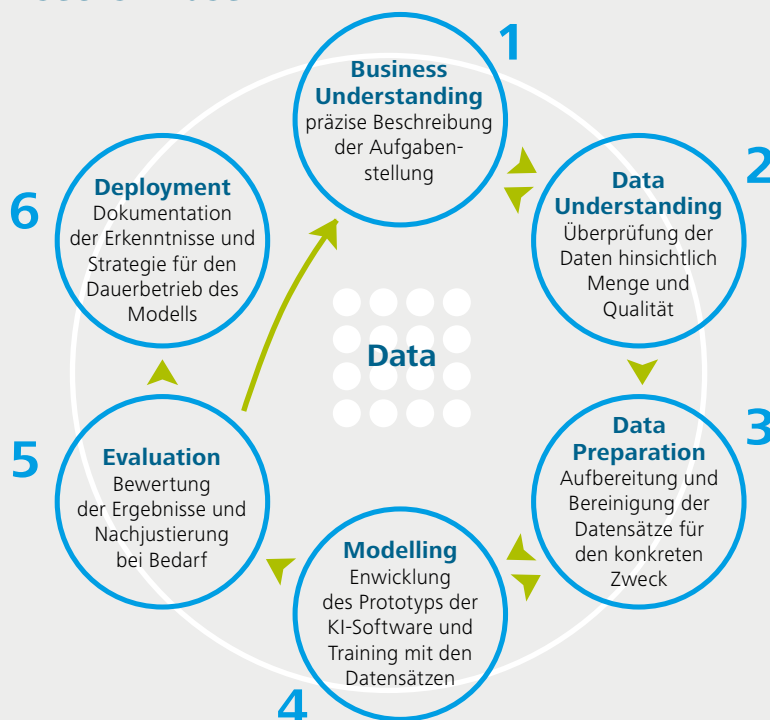 1
Business
Understanding
präzise Beschreibung
der Aufgaben-
stellung
2
Data
Understanding
Überprüfung der
Daten hinsichtlich
Menge und
Qualität
3
Data
Preparation
Aufbereitung und
Bereinigung der
Datensätze für
den konkreten
Zweck
4
Modelling
Enwicklung
des Prototyps der
KI-Software und
Training mit den
Datensätzen
5
Evaluation
Bewertung
der Ergebnisse und
Nachjustierung
bei Bedarf
6
Deployment
Dokumentation
der Erkenntnisse und
Strategie für den
Dauerbetrieb des
Modells
Data